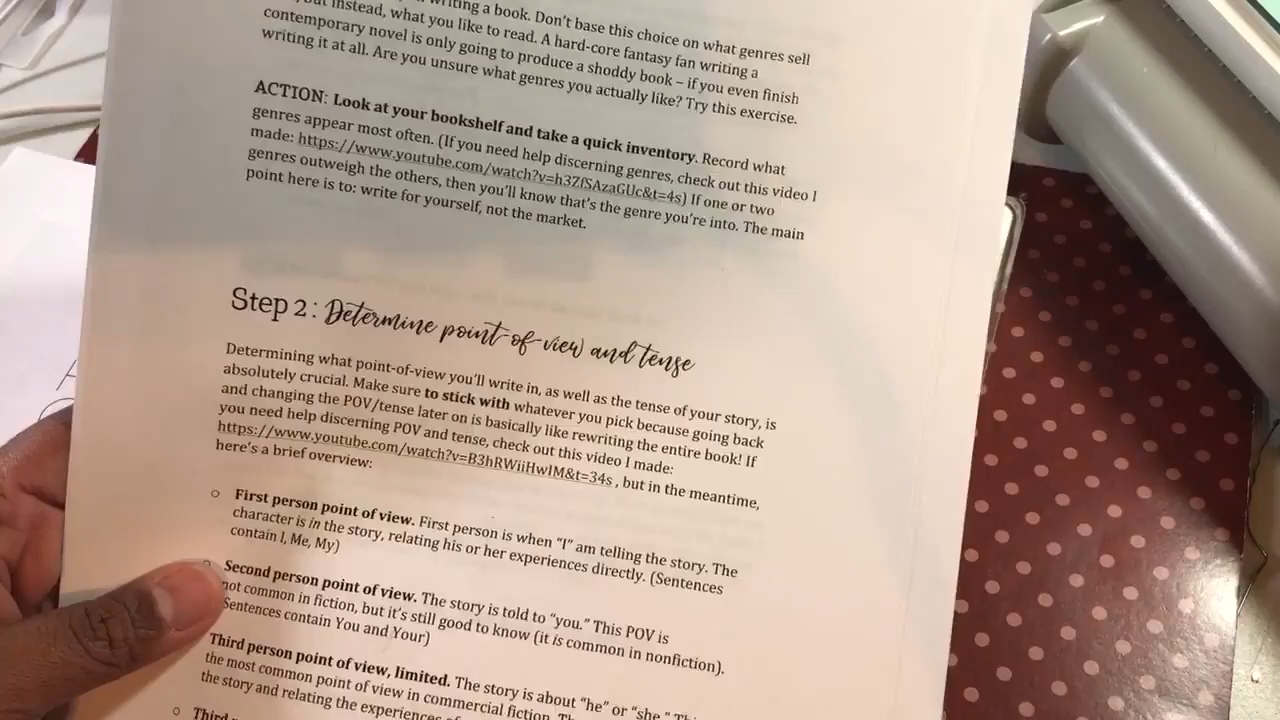 writing a book. Don't base this choice on what genres sell
but instead, what you like to read. A hard-core fantasy fan writing a
contemporary novel is only going to produce a shoddy book – if you even finish
writing it at all. Are you unsure what genres you actually like? Try this exercise.
ACTION: Look at your bookshelf and take a quick inventory. Record what
genres appear most often. (If you need help discerning genres, check out this video I
made: https://www.youtube.com/watch?v=h3ZfSAzaGUc&t=4s) If one or two
genres outweigh the others, then you'll know that's the genre you're into. The main
point here is to: write for yourself, not the market.
Step 2: Determine point-of-view and tense
Determining what point-of-view you'll write in, as well as the tense of your story, is
absolutely crucial. Make sure to stick with whatever you pick because going back
and changing the POV/tense later on is basically like rewriting the entire book! If
you need help discerning POV and tense, check out this video I made:
https://www.youtube.com/watch?v=B3hRWiiHwIM&t=34s , but in the meantime,
here's a brief overview:
First person point of view. First person is when "I" am telling the story. The
character is in the story, relating his or her experiences directly. (Sentences
contain I, Me, My)
Second person point of view. The story is told to "you." This POV is
not common in fiction, but it's still good to know (it is common in nonfiction).
Sentences contain You and Your)
Third person point of view, limited. The story is about "he" or "she."
the most common point of view in commercial fiction.
the story and relating the experiences
Third